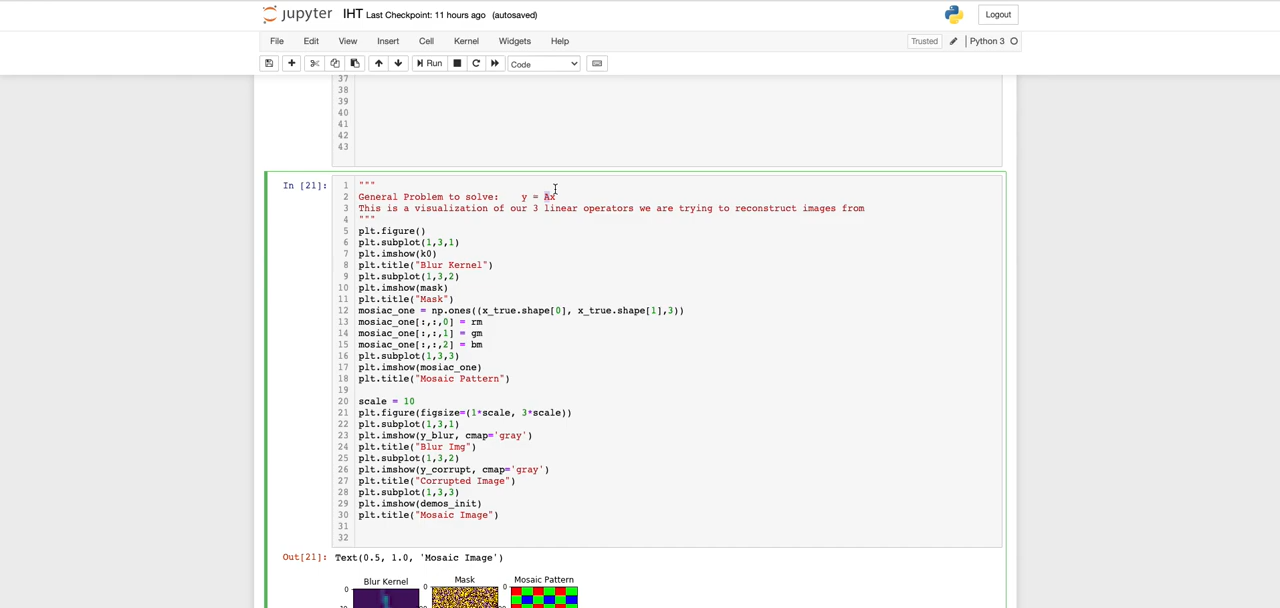 jupyter IHT Last Checkpoint: 11 hours ago (autosaved) Logout
File Edit View Insert Cell Kernel Widgets Help Trusted Python 3
Run Code
37
38
39
40
41
42
43
In [21]: 1 """
2 General Problem to solve: y = Ax
3 This is a visualization of our 3 linear operators we are trying to reconstruct images from
4 """
5 plt.figure()
6 plt.subplot(1,3,1)
7 plt.imshow(k0)
8 plt.title("Blur Kernel")
9 plt.subplot(1,3,2)
10 plt.imshow(mask)
11 plt.title("Mask")
12 mosiac_one = np.ones((x_true.shape[0], x_true.shape[1],3))
13 mosiac_one[:,:,0] = rm
14 mosiac_one[:,:,1] = gm
15 mosiac_one[:,:,2] = bm
16 plt.subplot(1,3,3)
17 plt.imshow(mosiac_one)
18 plt.title("Mosaic Pattern")
19
20 scale = 10
21 plt.figure(figsize=(1*scale, 3*scale))
22 plt.subplot(1,3,1)
23 plt.imshow(y_blur, cmap='gray')
24 plt.title("Blur Img")
25 plt.subplot(1,3,2)
26 plt.imshow(y_corrupt, cmap='gray')
27 plt.title("Corrupted Image")
28 plt.subplot(1,3,3)
29 plt.imshow(demos_init)
30 plt.title("Mosaic Image")
31
32
Out[21]: Text(0.5, 1.0, 'Mosaic Image')
Blur Kernel Mask Mosaic Pattern
0 0 0